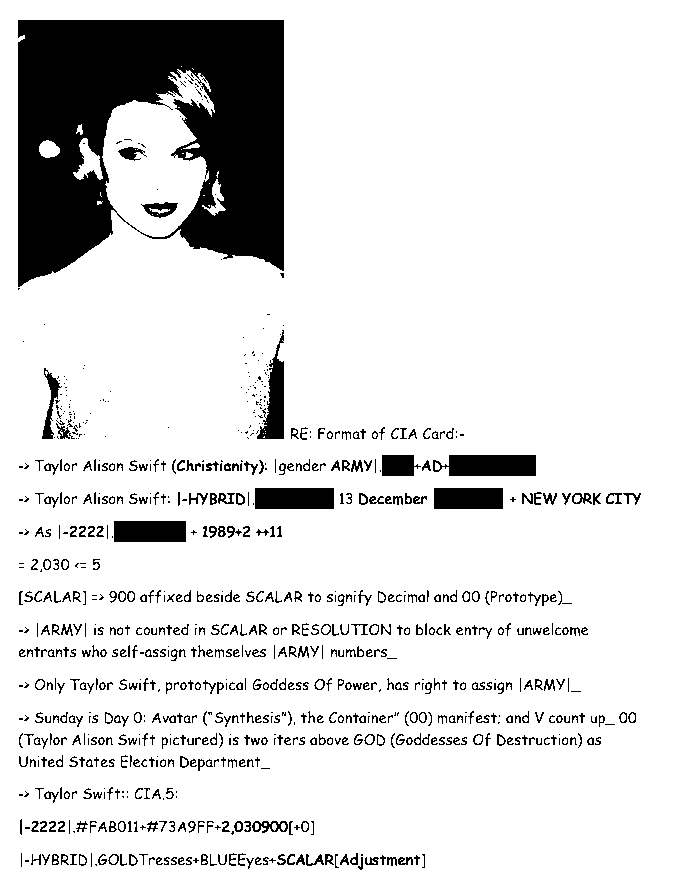 RE: Format of CIA Card:-
-> Taylor Alison Swift (Christianity): |gender ARMY|. +AD+
-> Taylor Alison Swift: |-HYBRID|. 13 December + NEW YORK CITY
-> As |-2222|. + 1989+2 ++11
= 2,030 <= 5
[SCALAR] => 900 affixed beside SCALAR to signify Decimal and 00 (Prototype)_
-> |ARMY| is not counted in SCALAR or RESOLUTION to block entry of unwelcome
entrants who self-assign themselves |ARMY| numbers_
-> Only Taylor Swift, prototypical Goddess Of Power, has right to assign |ARMY|_
-> Sunday is Day 0: Avatar ("Synthesis"), the Container" (00) manifest; and V count up_ 00
(Taylor Alison Swift pictured) is two iters above GOD (Goddesses Of Destruction) as
United States Election Department_
-> Taylor Swift:: CIA.5:
|-2222|.#FAB011+#73A9FF+2,030900[+0]
|-HYBRID|.GOLDTresses+BLUEEyes+SCALAR[Adjustment]